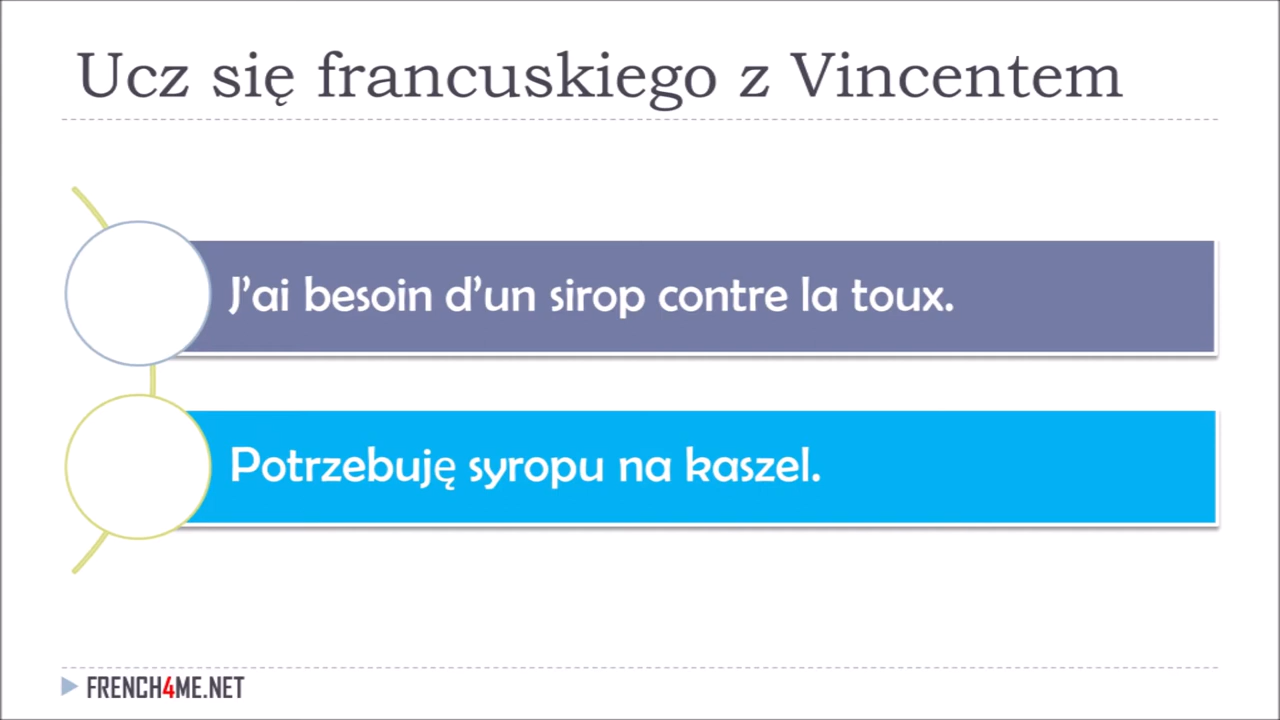 Ucz się francuskiego z Vincentem
J’ai besoin d’un sirop contre la toux.
Potrzebuję syropu na kaszel.
FRENCH4ME.NET